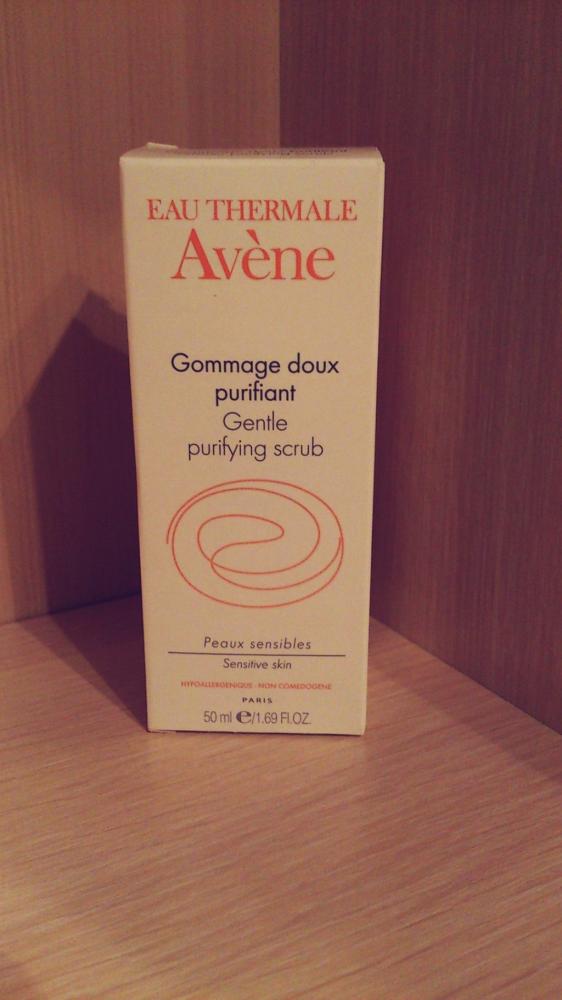 EAU THERMALE
Avène
Gommage doux
purifiant
Gentle
purifying scrub
Peaux sensibles
Sensitive skin
HYPOALLERGENIQUE - NON COMEDOGENE
PARIS
50 ml ℮/1.69 Fl.OZ.